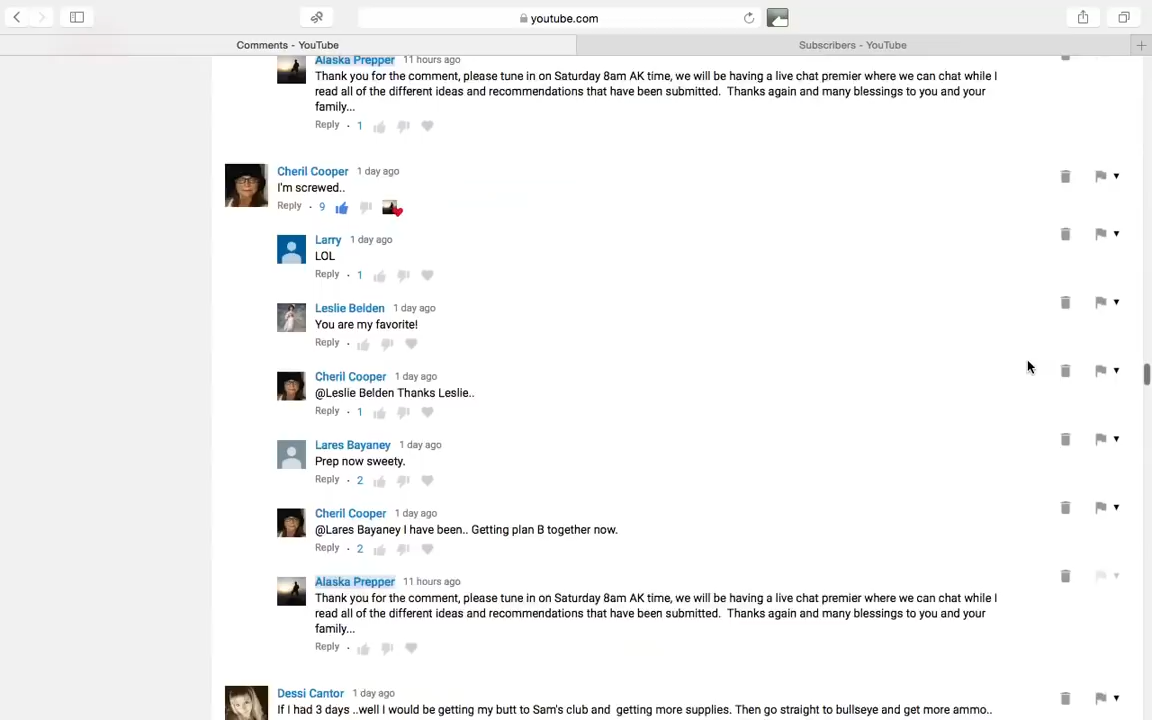 youtube.com
Comments - YouTube
Subscribers - YouTube
Alaska Prepper 11 hours ago
Thank you for the comment, please tune in on Saturday 8am AK time, we will be having a live chat premier where we can chat while I
read all of the different ideas and recommendations that have been submitted. Thanks again and many blessings to you and your
family...
Reply · 1
Cheril Cooper 1 day ago
I'm screwed..
Reply · 9
Larry 1 day ago
LOL
Reply · 1
Leslie Belden 1 day ago
You are my favorite!
Reply ·
Cheril Cooper 1 day ago
@Leslie Belden Thanks Leslie..
Reply · 1
Lares Bayaney 1 day ago
Prep now sweety.
Reply · 2
Cheril Cooper 1 day ago
@Lares Bayaney I have been.. Getting plan B together now.
Reply · 2
Alaska Prepper 11 hours ago
Thank you for the comment, please tune in on Saturday 8am AK time, we will be having a live chat premier where we can chat while I
read all of the different ideas and recommendations that have been submitted. Thanks again and many blessings to you and your
family...
Reply ·
Dessi Cantor 1 day ago
If I had 3 days ..well I would be getting my butt to Sam's club and getting more supplies. Then go straight to bullseye and get more ammo..